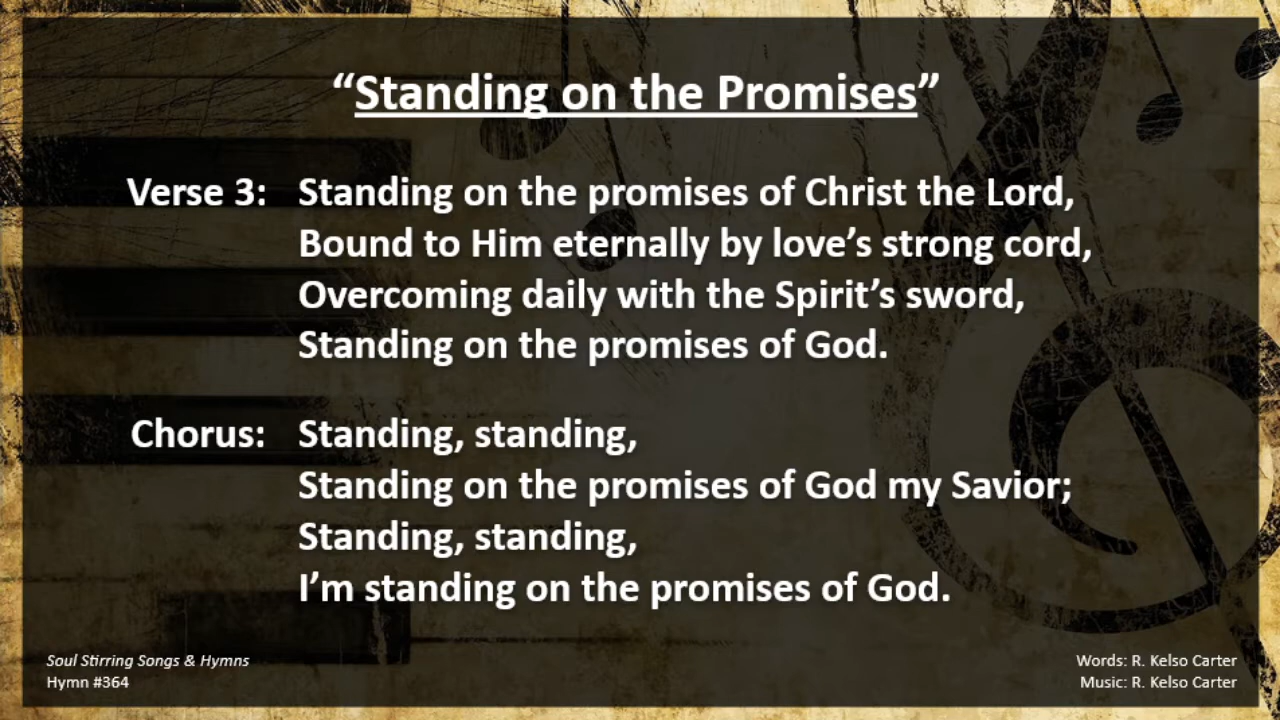 “Standing on the Promises”
Verse 3: Standing on the promises of Christ the Lord,
Bound to Him eternally by love’s strong cord,
Overcoming daily with the Spirit’s sword,
Standing on the promises of God.
Chorus: Standing, standing,
Standing on the promises of God my Savior;
Standing, standing,
I’m standing on the promises of God.
Soul Stirring Songs & Hymns
Hymn #364
Words: R. Kelso Carter
Music: R. Kelso Carter